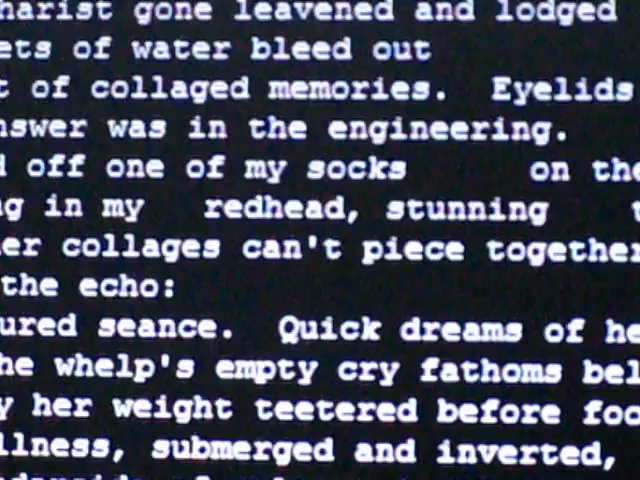 harist gone leavened and lodged
ets of water bleed out
t of collaged memories.  Eyelids
nswer was in the engineering.
d off one of my socks        on the
ng in my    redhead, stunning
er collages can't piece together
the echo:
ured seance.  Quick dreams of he
he whelp's empty cry fathoms bel
y her weight teetered before foo
llness, submerged and inverted,